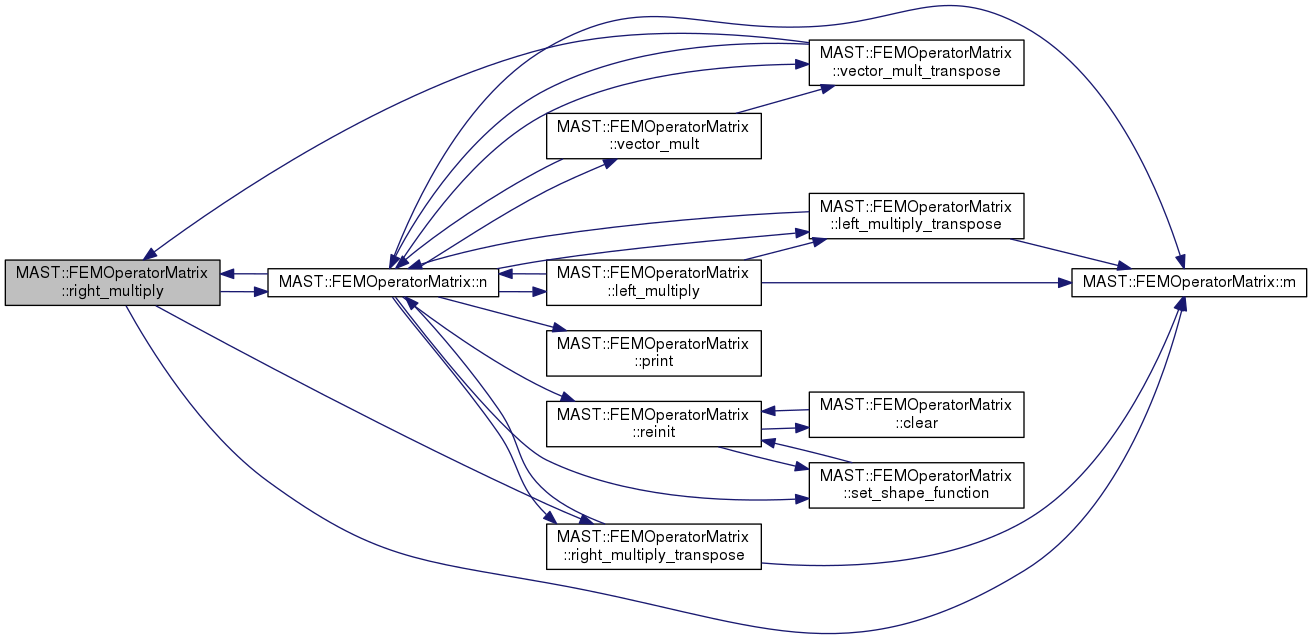 MAST::FEMOperatorMatrix
::right_multiply
MAST::FEMOperatorMatrix::n
MAST::FEMOperatorMatrix
::vector_mult_transpose
MAST::FEMOperatorMatrix
::vector_mult
MAST::FEMOperatorMatrix
::left_multiply_transpose
MAST::FEMOperatorMatrix
::left_multiply
MAST::FEMOperatorMatrix::m
MAST::FEMOperatorMatrix
::print
MAST::FEMOperatorMatrix
::reinit
MAST::FEMOperatorMatrix
::clear
MAST::FEMOperatorMatrix
::set_shape_function
MAST::FEMOperatorMatrix
::right_multiply_transpose